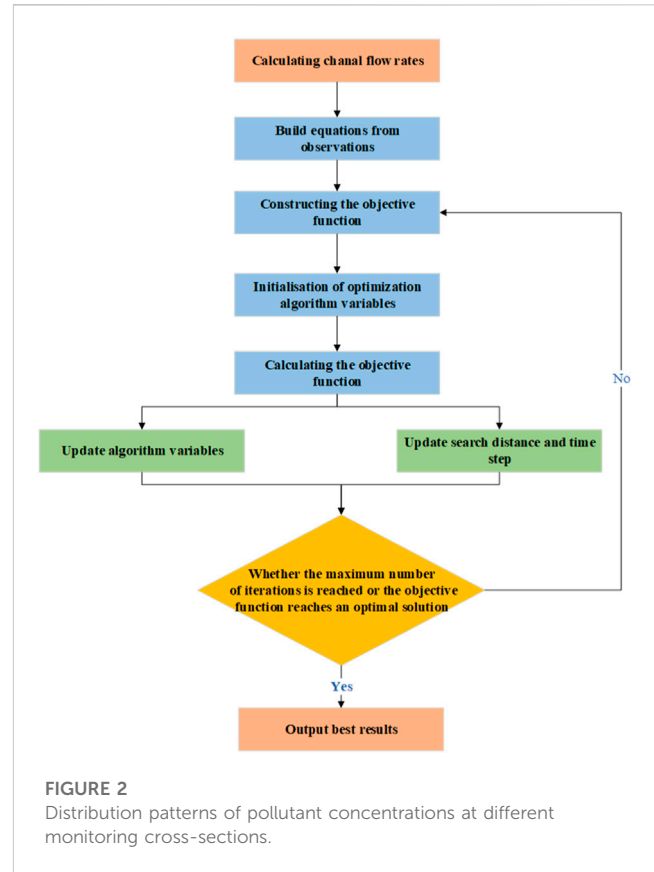 Calculating chanal flow rates
Build equations from
observations
Constructing the objective
function
Initialisation of optimization
algorithm variables
Calculating the objective
function
No
Update algorithm variables
Update search distance and time
step
Whether the maximum number
of iterations is reached or the objective
function reaches an optimal solution
Yes
Output best results
FIGURE 2
Distribution patterns of pollutant concentrations at different
monitoring cross-sections.